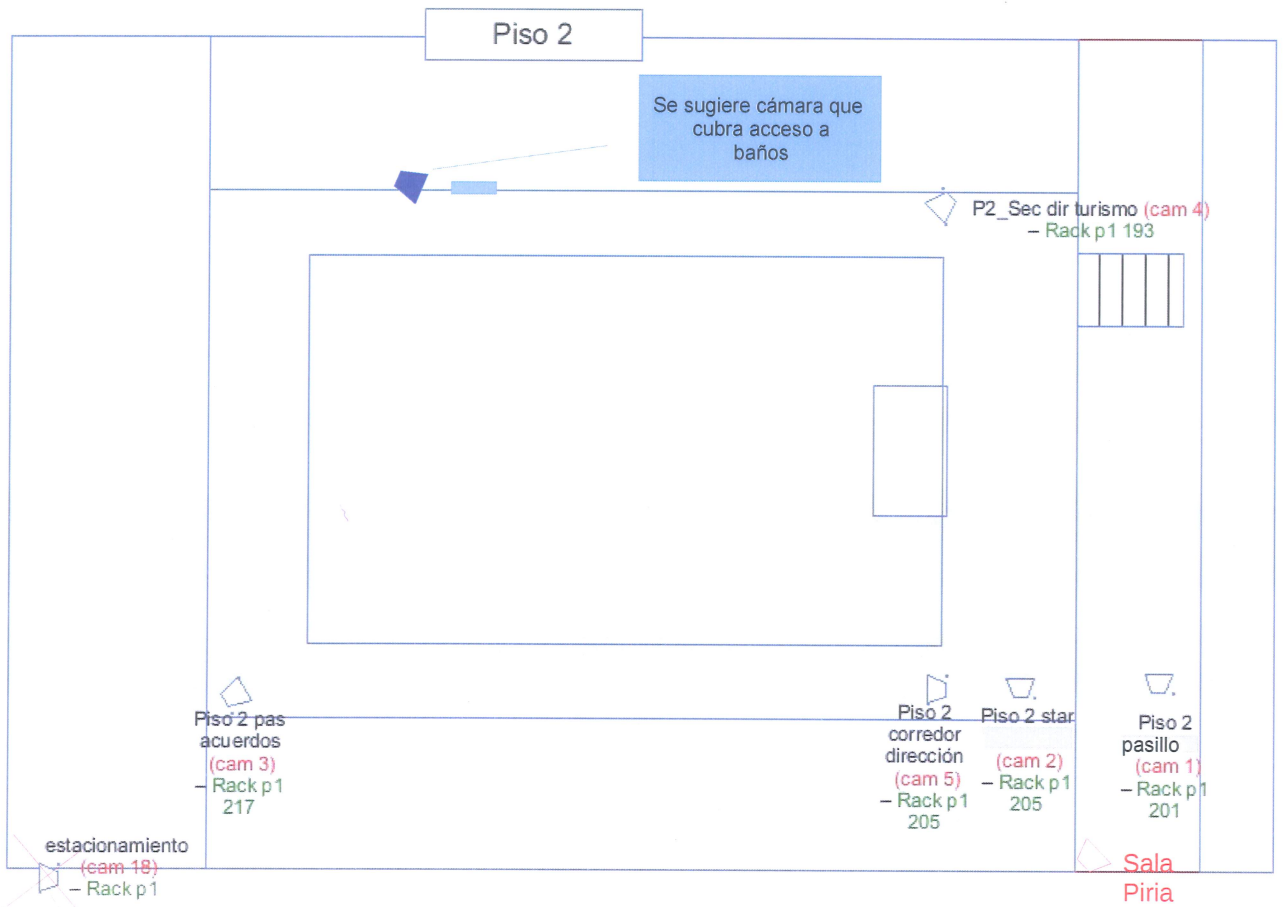 Piso 2
Se sugiere cámara que
cubra acceso a
baños
P2_Sec dir turismo (cam 4)
– Rack p1 193
Piso 2 pas
acuerdos
(cam 3)
– Rack p1
217
Piso 2
corredor
dirección
(cam 5)
– Rack p1
205
Piso 2 star
(cam 2)
– Rack p1
205
Piso 2
pasillo
(cam 1)
– Rack p1
201
estacionamiento
(cam 18)
– Rack p1
Sala
Piria